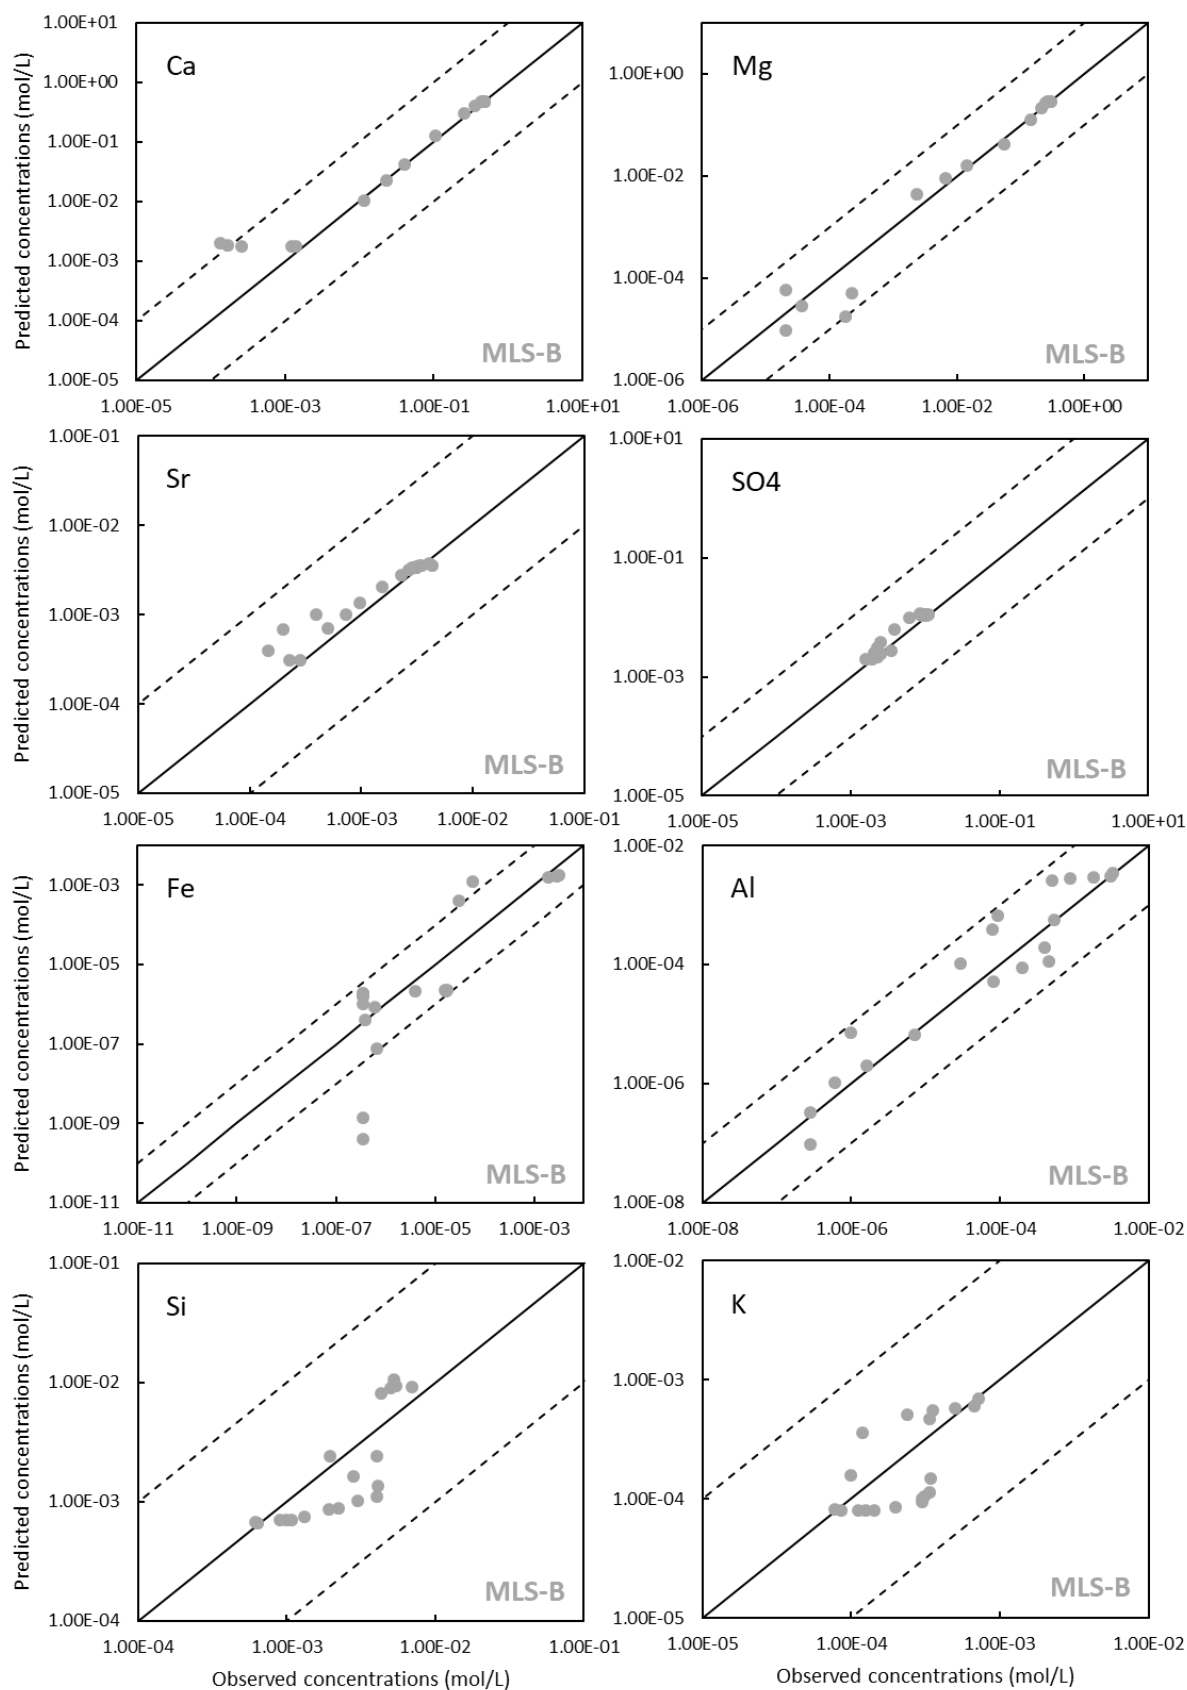 Ca
Predicted concentrations (mol/L)
1.00E+01
1.00E+00
1.00E-01
1.00E-02
1.00E-03
1.00E-04
1.00E-05
MLS-B
1.00E-05 1.00E-03 1.00E-01 1.00E+01
Mg
1.00E+00
1.00E-02
1.00E-04
1.00E-06
MLS-B
1.00E-06 1.00E-04 1.00E-02 1.00E+00
Sr
Predicted concentrations (mol/L)
1.00E-01
1.00E-02
1.00E-03
1.00E-04
1.00E-05
MLS-B
1.00E-05 1.00E-04 1.00E-03 1.00E-02 1.00E-01
SO4
1.00E+01
1.00E-01
1.00E-03
1.00E-05
MLS-B
1.00E-05 1.00E-03 1.00E-01 1.00E+01
Fe
Predicted concentrations (mol/L)
1.00E-03
1.00E-05
1.00E-07
1.00E-09
1.00E-11
MLS-B
1.00E-11 1.00E-09 1.00E-07 1.00E-05 1.00E-03
Al
1.00E-02
1.00E-04
1.00E-06
1.00E-08
MLS-B
1.00E-08 1.00E-06 1.00E-04 1.00E-02
Si
Predicted concentrations (mol/L)
1.00E-01
1.00E-02
1.00E-03
1.00E-04
MLS-B
1.00E-04 1.00E-03 1.00E-02 1.00E-01
Observed concentrations (mol/L)
K
1.00E-02
1.00E-03
1.00E-04
1.00E-05
MLS-B
1.00E-05 1.00E-04 1.00E-03 1.00E-02
Observed concentrations (mol/L)